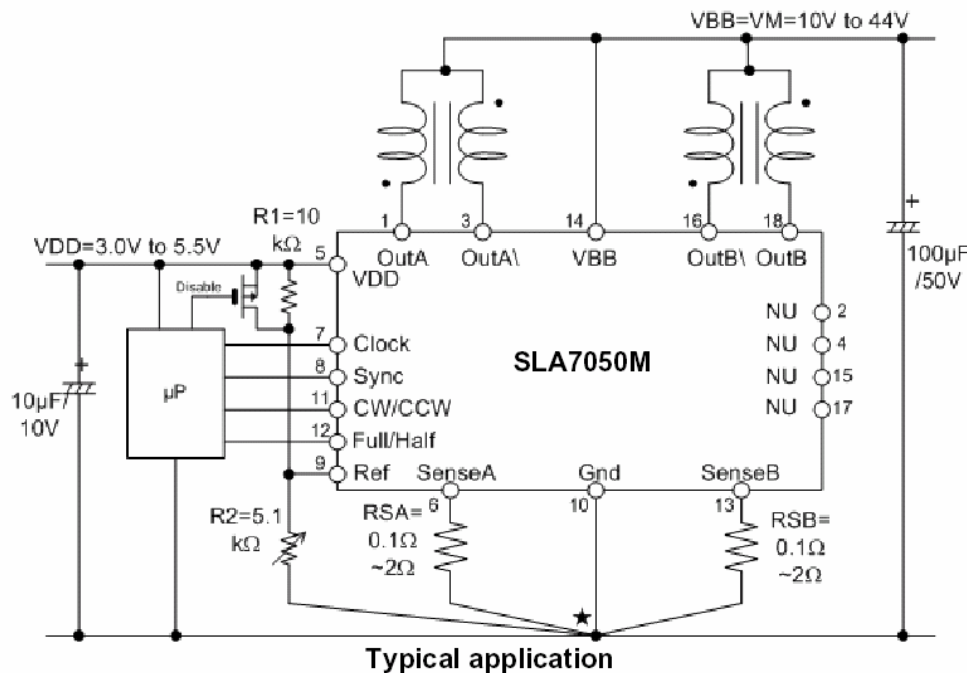 VBB=VM=10V to 44V
+
100µF
/50V
R1=10
kΩ
1
3
14
16
18
VDD=3.0V to 5.5V
5
OutA
OutA\
VBB
OutB\
OutB
VDD
Disable
NU 2
7
Clock
SLA7050M
NU 4
+
10µF/
10V
µP
8
Sync
NU 15
11
CW/CCW
NU 17
12
Full/Half
9
Ref
SenseA
Gnd
SenseB
6
10
13
R2=5.1
kΩ
RSA=
0.1Ω
~2Ω
RSB=
0.1Ω
~2Ω
★
Typical application